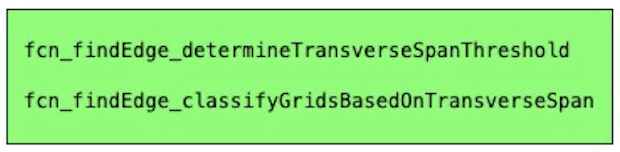 fcn_findEdge_determineTransverseSpanThreshold
fcn_findEdge_classifyGridsBasedOnTransverseSpan